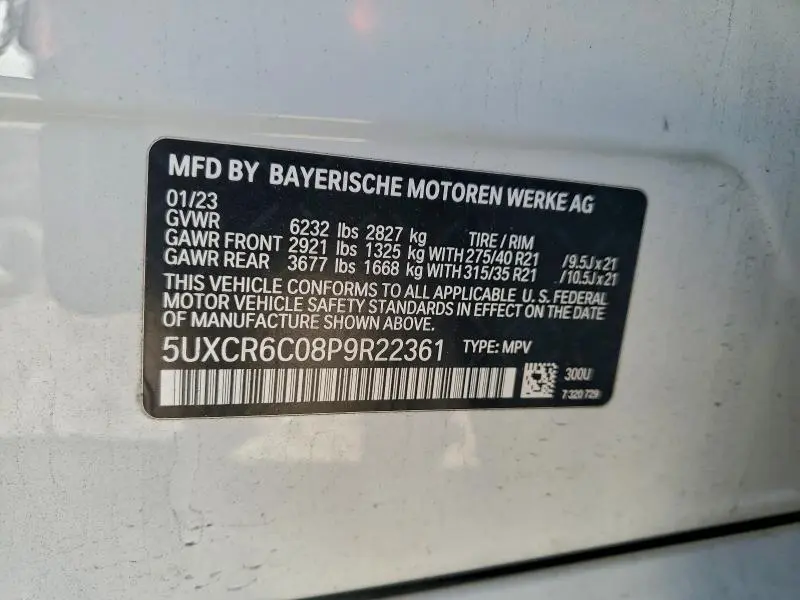 MFD BY BAYERISCHE MOTOREN WERKE AG
01/23
GVWR 6232 lbs 2827 kg TIRE / RIM
GAWR FRONT 2921 lbs 1325 kg WITH 275/40 R21 /9.5Jx21
GAWR REAR 3677 lbs 1668 kg WITH 315/35 R21 /10.5Jx21
THIS VEHICLE CONFORMS TO ALL APPLICABLE U.S. FEDERAL
MOTOR VEHICLE SAFETY STANDARDS IN EFFECT ON THE DATE
OF MANUFACTURE SHOWN ABOVE.
5UXCR6C08P9R22361 TYPE: MPV
300U
7 320 729